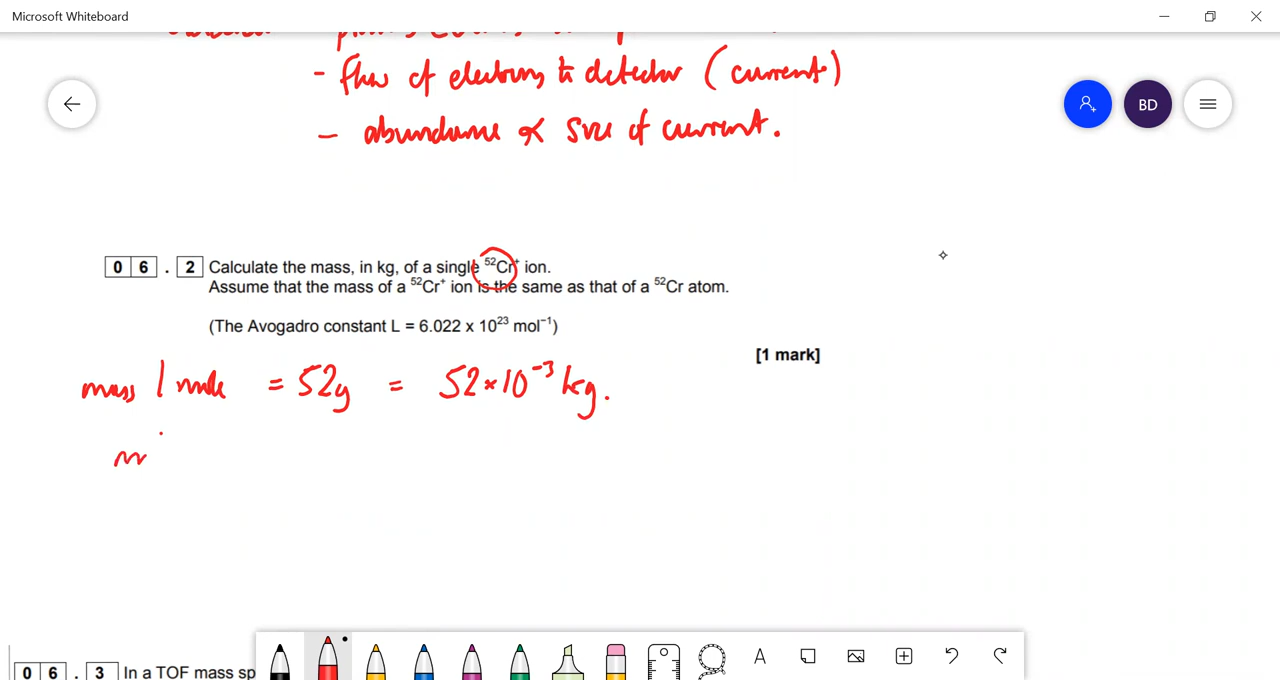 Microsoft Whiteboard
- flow of electrons to detector (current)
- abundance ∝ size of current.
BD
0 6 . 2 Calculate the mass, in kg, of a single ⁵²Cr⁺ ion.
Assume that the mass of a ⁵²Cr⁺ ion is the same as that of a ⁵²Cr atom.
(The Avogadro constant L = 6.022 x 10²³ mol⁻¹)
[1 mark]
mass 1 mole = 52g = 52×10⁻³ kg.
0 6 . 3 In a TOF mass sp
A